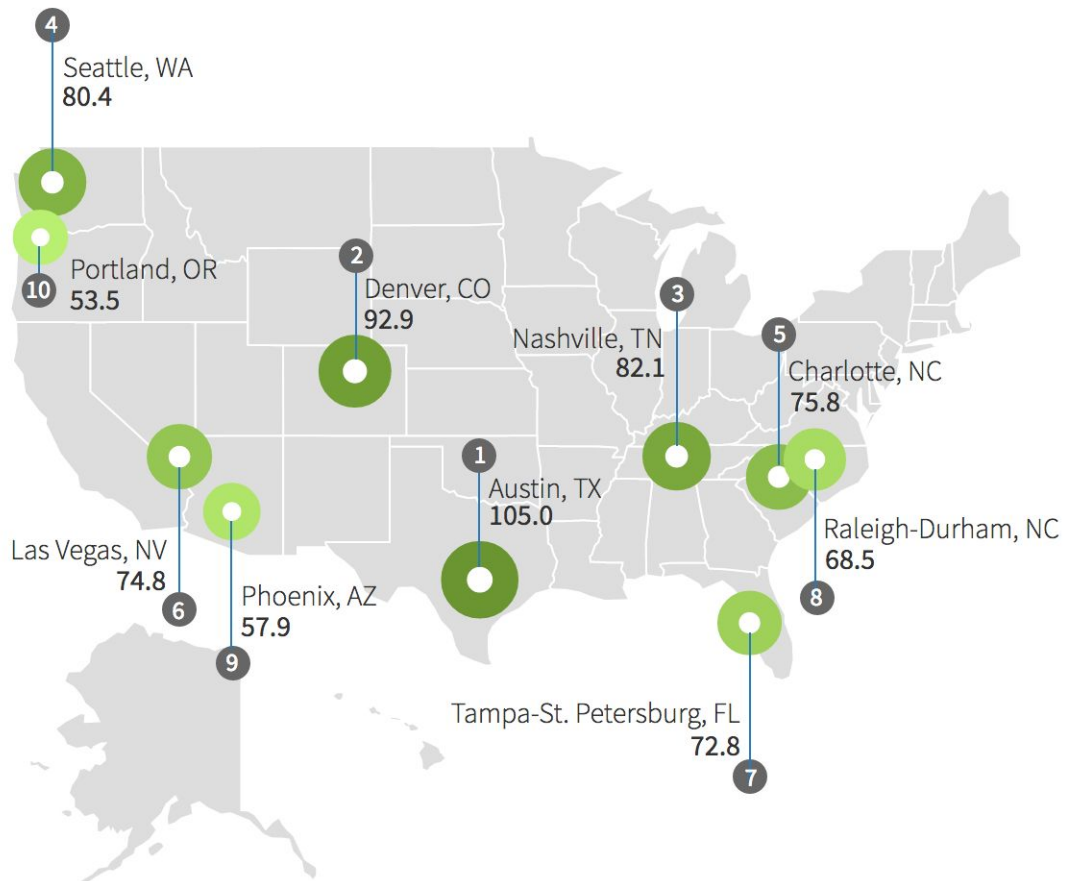 4
Seattle, WA
80.4
Portland, OR
53.5
10
2
Denver, CO
92.9
3
Nashville, TN
82.1
5
Charlotte, NC
75.8
1
Austin, TX
105.0
Las Vegas, NV
74.8
6
Phoenix, AZ
57.9
9
Raleigh-Durham, NC
68.5
8
Tampa-St. Petersburg, FL
72.8
7